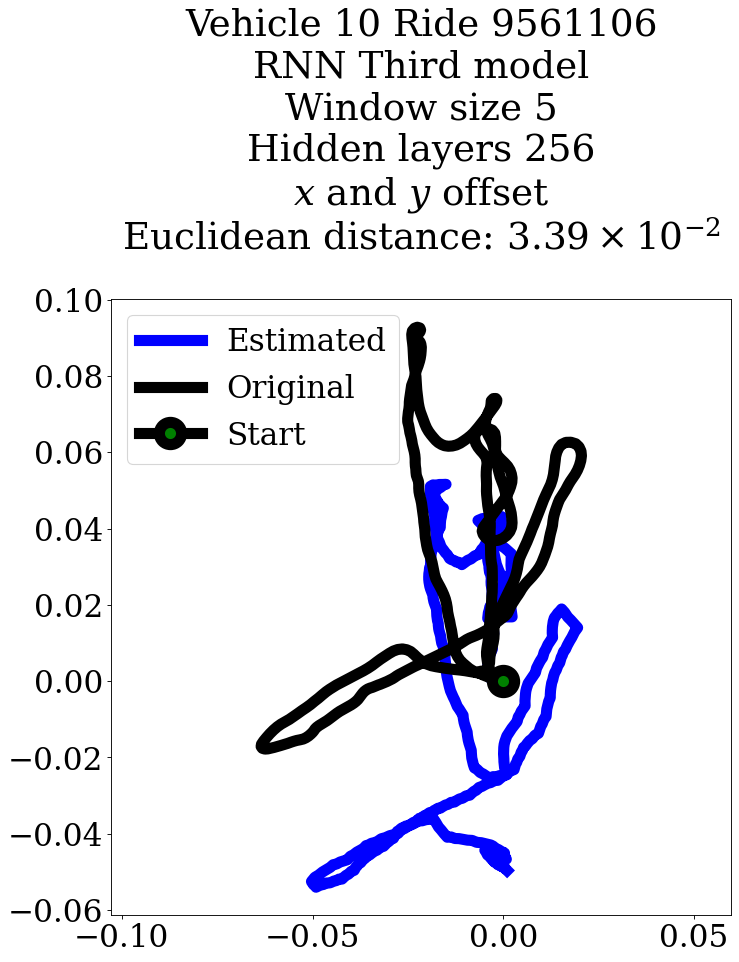 Vehicle 10 Ride 9561106
RNN Third model
Window size 5
Hidden layers 256
x and y offset
Euclidean distance: 3.39 × 10⁻²
Estimated
Original
Start
0.10
0.08
0.06
0.04
0.02
0.00
−0.02
−0.04
−0.06
−0.10
−0.05
0.00
0.05